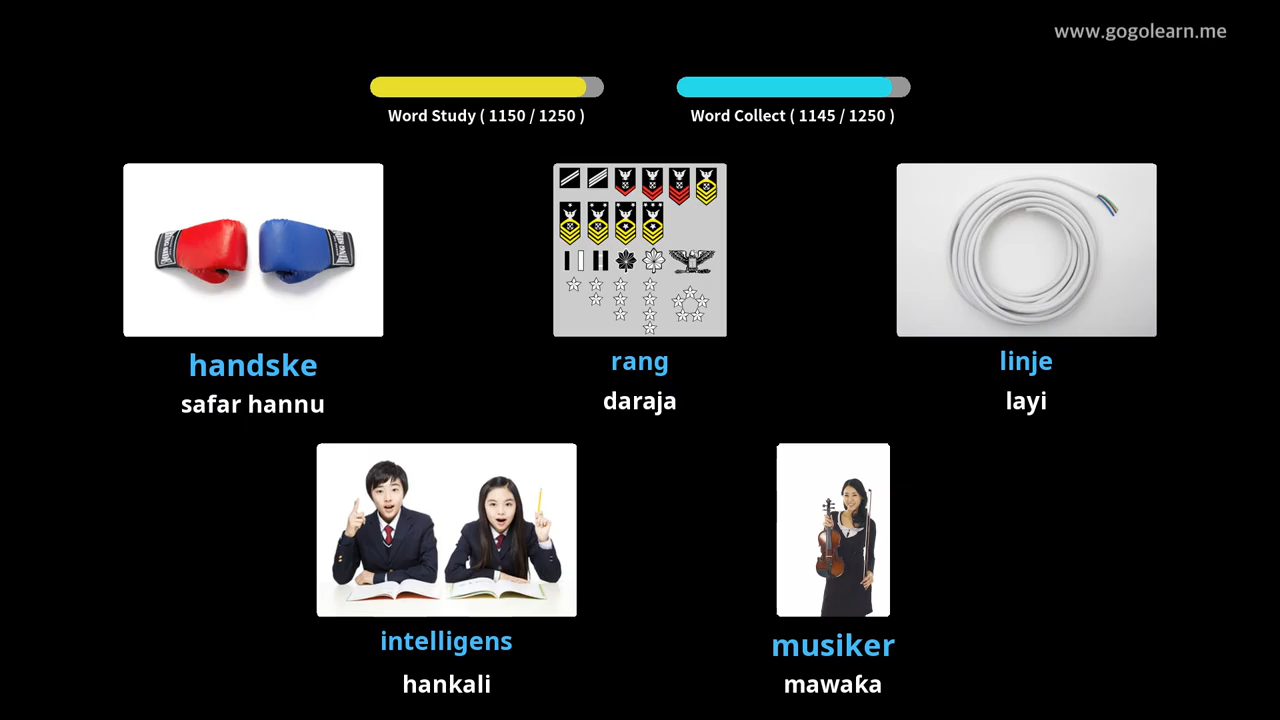 www.gogolearn.me
Word Study ( 1150 / 1250 )
Word Collect ( 1145 / 1250 )
handske
safar hannu
rang
daraja
linje
layi
intelligens
hankali
musiker
mawaƙa